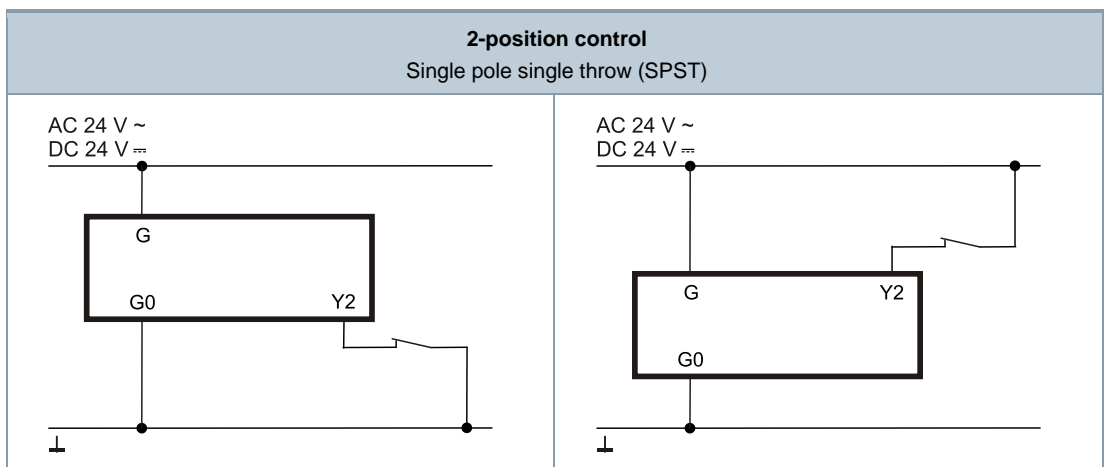 2-position control
Single pole single throw (SPST)
AC 24 V ~
DC 24 V ⎓
G
G0 Y2
AC 24 V ~
DC 24 V ⎓
G Y2
G0